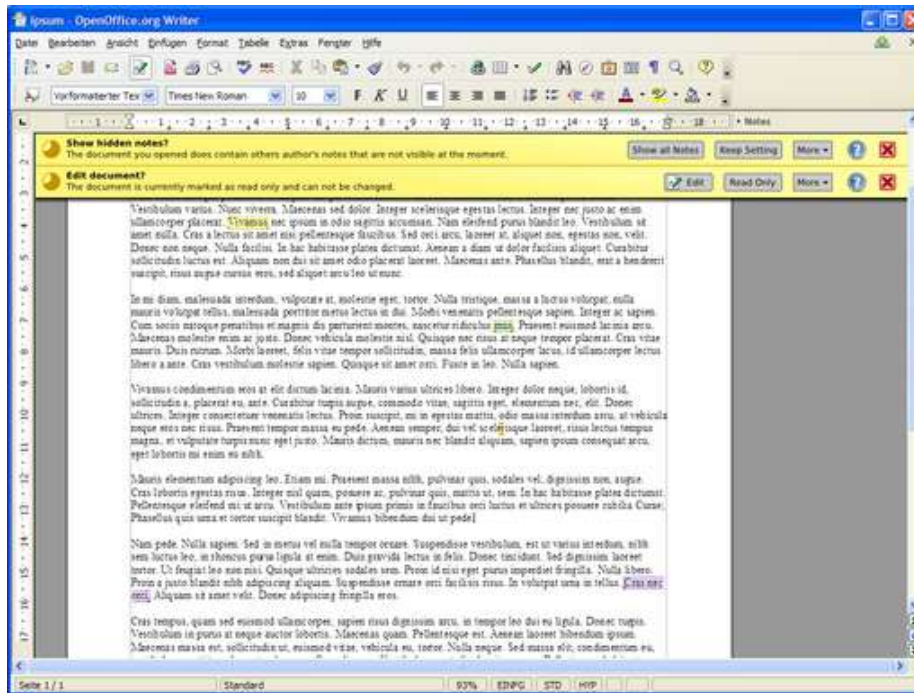 Ipsum - OpenOffice.org Writer
Datei Bearbeiten Ansicht Einfügen Format Tabelle Extras Fenster Hilfe
Vorformatierter Tex Times New Roman 10 F K U
1 1 2 3 4 5 6 7 8 9 10 11 12 13 14 15 16 18 Notes
Show hidden notes?
The document you opened does contain others author's notes that are not visible at the moment.
Show all Notes Keep Setting More
Edit document?
The document is currently marked as read only and can not be changed.
Edit Read Only More
Vestibulum varius. Nunc viverra. Maecenas sed dolor. Integer scelerisque egestas lectus. Integer nec justo ac enim
ullamcorper placerat. Vivamus nec ipsum in odio sagittis accumsan. Nam eleifend purus blandit leo. Vestibulum sit
amet nulla. Cras a lectus sit amet nisi pellentesque faucibus. Sed orci arcu, laoreet at, aliquet non, egestas non, velit.
Donec non neque. Nulla facilisi. In hac habitasse platea dictumst. Aenean a diam ut dolor facilisis aliquet. Curabitur
sollicitudin luctus est. Aliquam non dui sit amet odio placerat laoreet. Maecenas ante. Phasellus blandit, erat a hendrerit
suscipit, risus augue cursus eros, sed aliquet arcu leo ut nunc.
In mi diam, malesuada interdum, vulputate at, molestie eget, tortor. Nulla tristique, massa a luctus volutpat, nulla
mauris volutpat tellus, malesuada porttitor metus lectus in dui. Morbi venenatis pellentesque sapien. Integer ac sapien.
Cum sociis natoque penatibus et magnis dis parturient montes, nascetur ridiculus mus. Praesent euismod lacinia arcu.
Maecenas molestie enim ac justo. Donec vehicula molestie nisl. Quisque nec risus at neque tempor placerat. Cras vitae
mauris. Duis rutrum. Morbi laoreet, felis vitae tempor sollicitudin, massa felis ullamcorper lacus, id ullamcorper lectus
libero a ante. Cras vestibulum molestie sapien. Quisque sit amet orci. Fusce in leo. Nulla sapien.
Vivamus condimentum eros at elit dictum lacinia. Mauris varius ultrices libero. Integer dolor neque, lobortis id,
sollicitudin a, placerat eu, ante. Curabitur turpis augue, commodo vitae, sagittis eget, elementum nec, elit. Donec
ultrices. Integer consectetuer venenatis lectus. Proin suscipit, mi in egestas mattis, odio massa interdum arcu, at vehicula
neque eros nec risus. Praesent tempor massa eu pede. Aenean semper, dui vel scelerisque laoreet, risus lectus tempus
magna, et vulputate turpis nunc eget justo. Mauris dictum, mauris nec blandit aliquam, sapien ipsum consequat arcu,
eget lobortis mi enim eu nibh.
Mauris elementum adipiscing leo. Etiam mi. Praesent massa nibh, pulvinar quis, sodales vel, dignissim non, augue.
Cras lobortis egestas risus. Integer nisl quam, posuere ac, pulvinar quis, mattis ut, sem. In hac habitasse platea dictumst.
Pellentesque eleifend mi ut arcu. Vestibulum ante ipsum primis in faucibus orci luctus et ultrices posuere cubilia Curae;
Phasellus quis urna et tortor suscipit blandit. Vivamus bibendum dui ut pede
Nam pede. Nulla sapien. Sed in metus vel nulla tempor ornare. Suspendisse vestibulum, est ut varius interdum, nibh
sem luctus leo, in rhoncus purus ligula at enim. Duis gravida lectus in felis. Donec tincidunt. Sed dignissim laoreet
tortor. Ut feugiat leo non nisi. Quisque ultrices sodales sem. Proin id nisi eget purus imperdiet fringilla. Nulla libero.
Proin a justo blandit nibh adipiscing aliquam. Suspendisse ornare orci facilisis risus. In volutpat urna in tellus. Cras nec
orci. Aliquam sit amet velit. Donec adipiscing fringilla eros.
Cras tempus, quam sed euismod ullamcorper, sapien risus dignissim arcu, in tempor leo dui eu ligula. Donec turpis.
Vestibulum in purus at neque auctor lobortis. Maecenas quam. Pellentesque est. Aenean laoreet bibendum ipsum.
Maecenas massa est, sollicitudin ut, euismod vitae, vehicula eu, tortor. Nulla neque. Sed massa elit, condimentum eu,
Seite 1 / 1 Standard 93% EINFG STD HYP